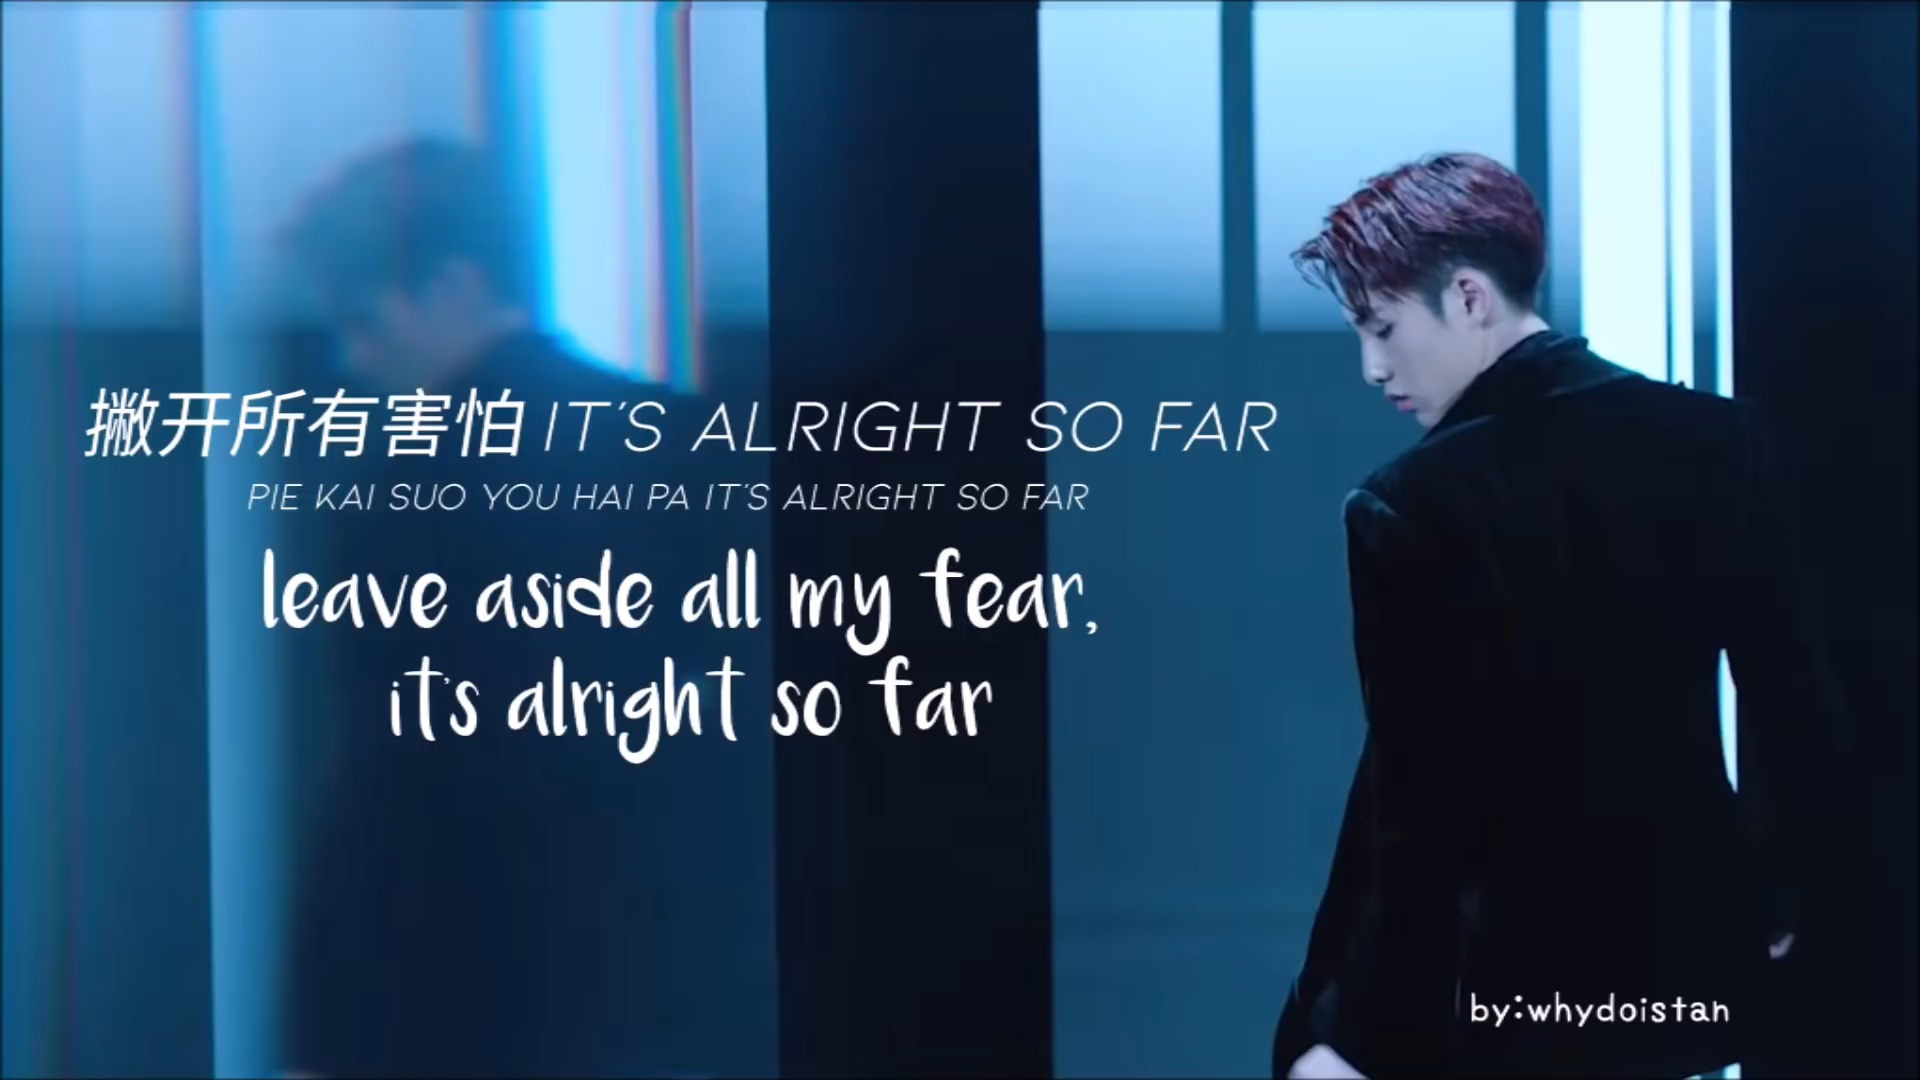 撇开所有害怕 IT'S ALRIGHT SO FAR
PIE KAI SUO YOU HAI PA IT'S ALRIGHT SO FAR
leave aside all my fear,
it's alright so far
by:whydoistan